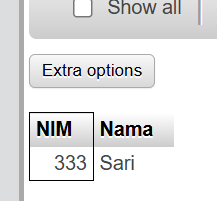 Show all
Extra options
NIM Nama
333 Sari